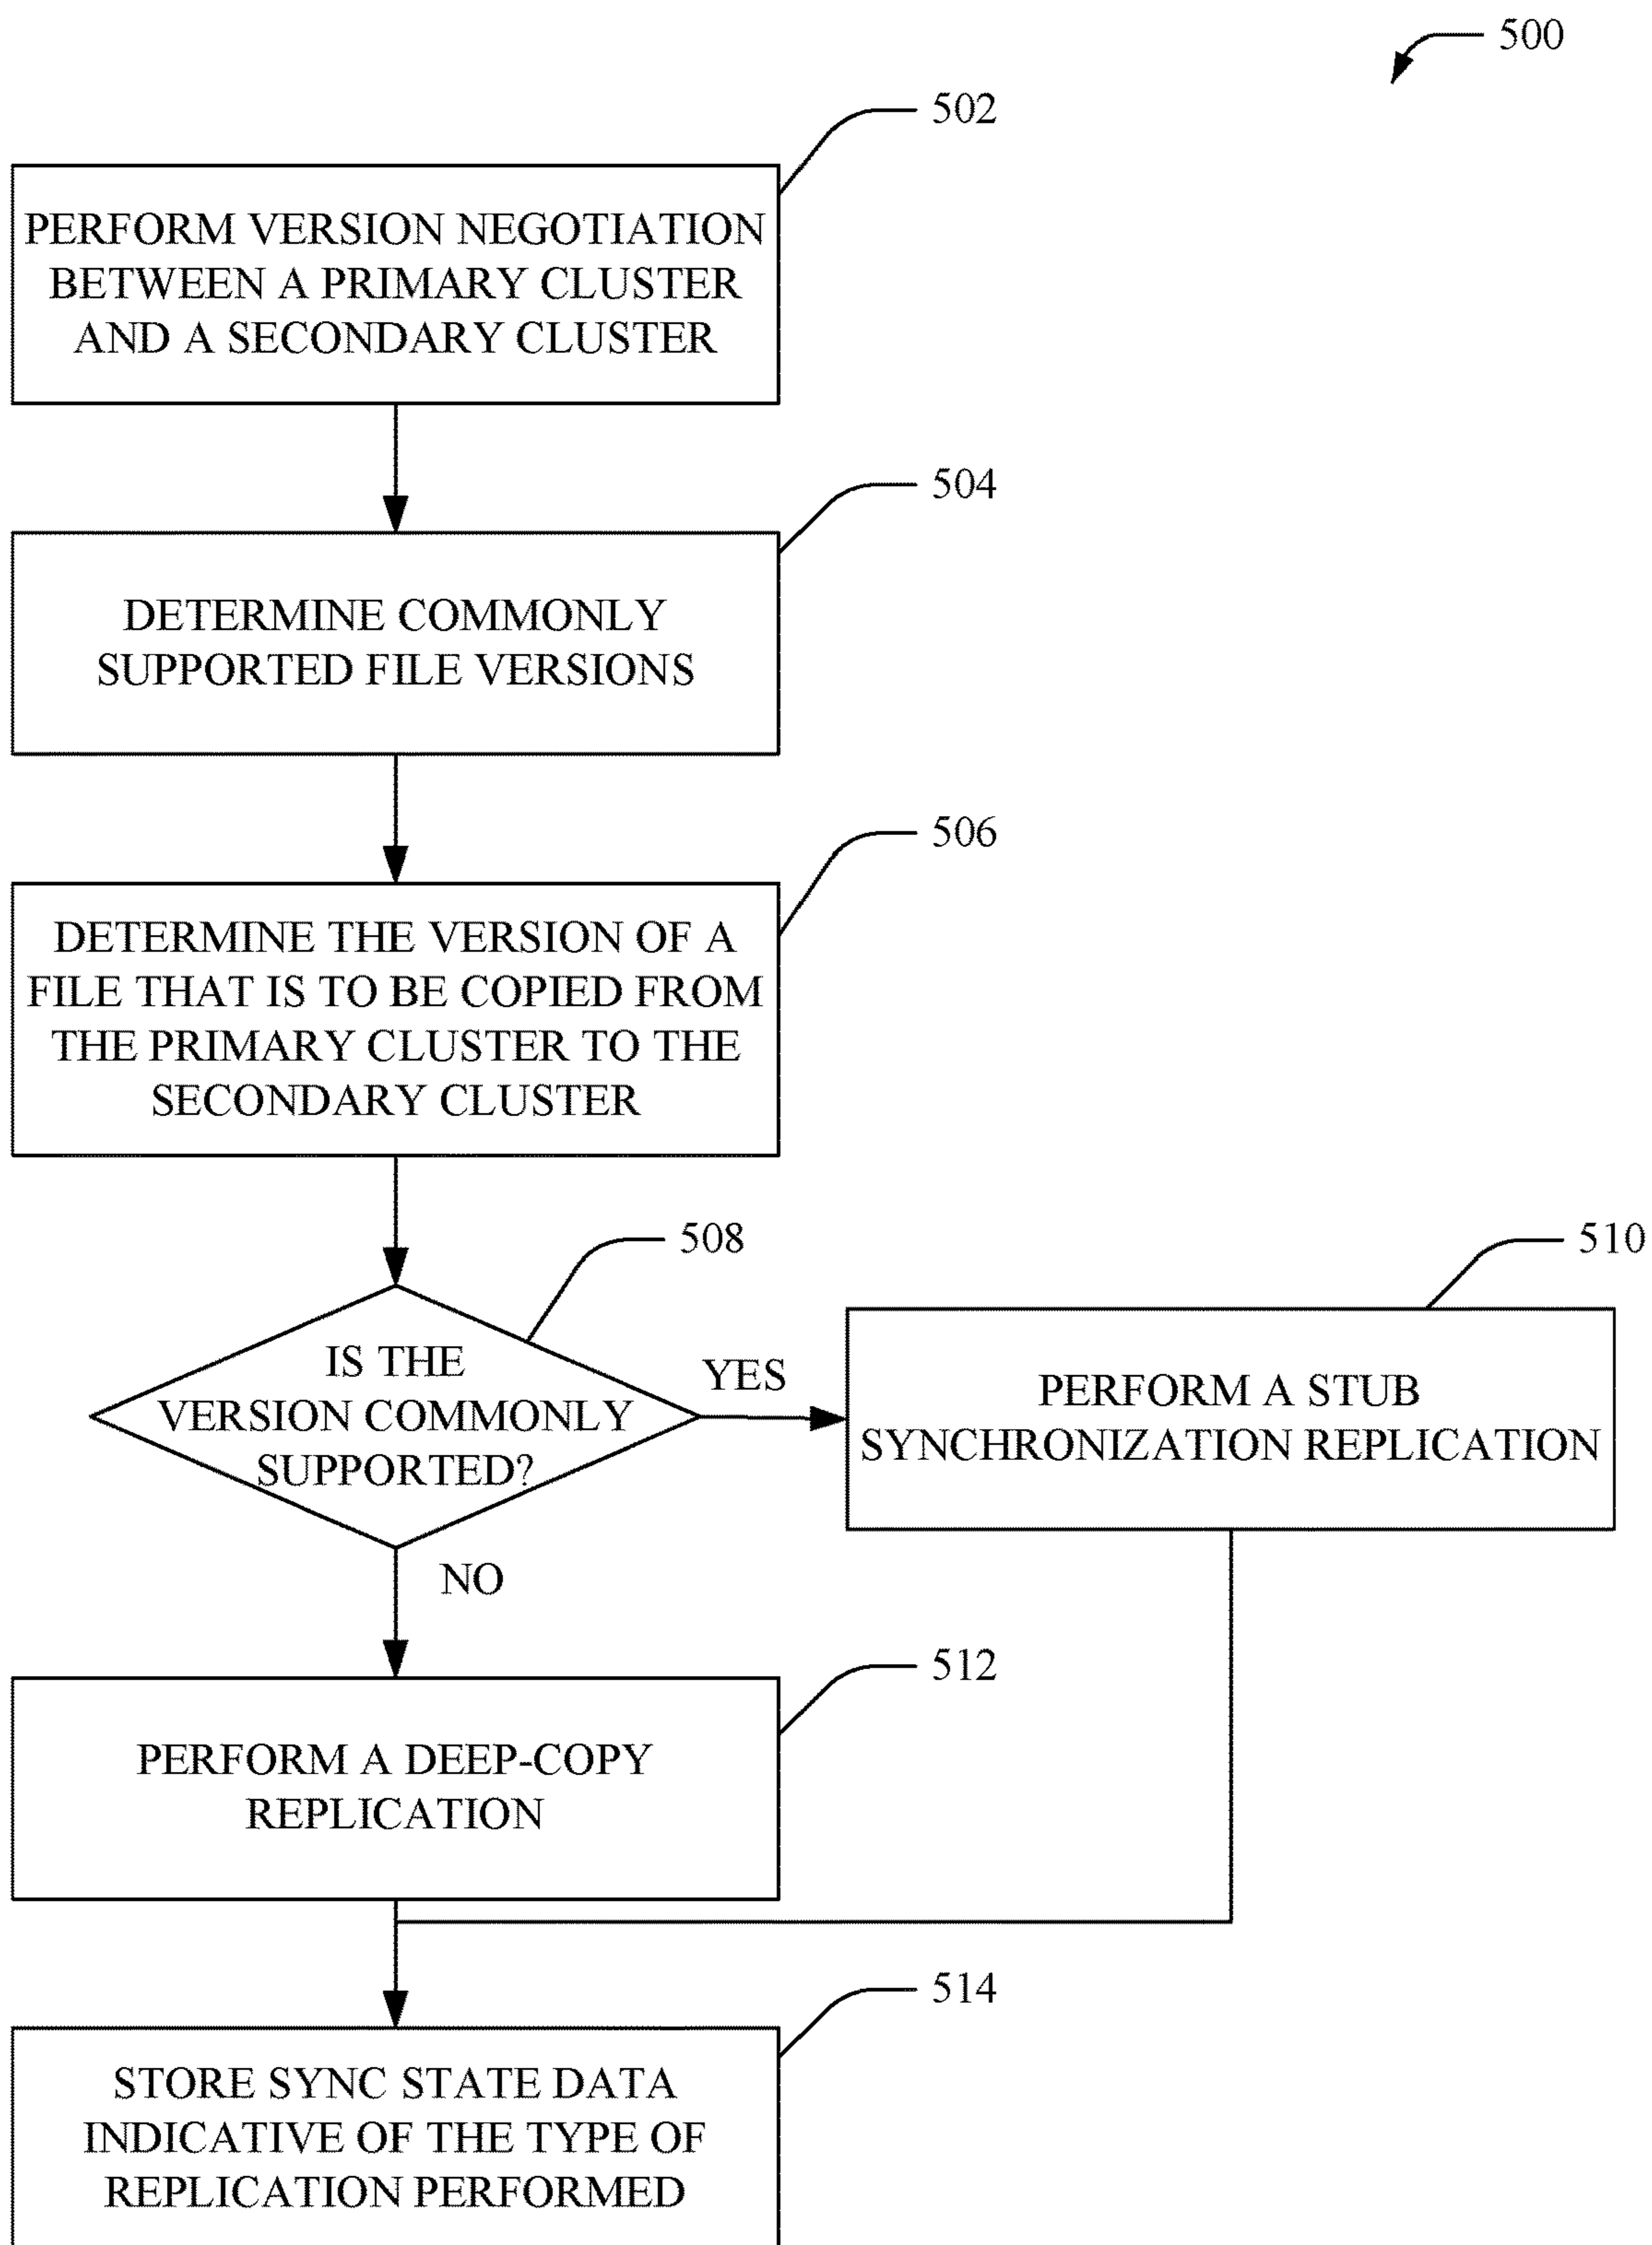 500
502
PERFORM VERSION NEGOTIATION
BETWEEN A PRIMARY CLUSTER
AND A SECONDARY CLUSTER
504
DETERMINE COMMONLY
SUPPORTED FILE VERSIONS
506
DETERMINE THE VERSION OF A
FILE THAT IS TO BE COPIED FROM
THE PRIMARY CLUSTER TO THE
SECONDARY CLUSTER
508
510
IS THE
VERSION COMMONLY
SUPPORTED?
YES
PERFORM A STUB
SYNCHRONIZATION REPLICATION
NO
512
PERFORM A DEEP-COPY
REPLICATION
514
STORE SYNC STATE DATA
INDICATIVE OF THE TYPE OF
REPLICATION PERFORMED